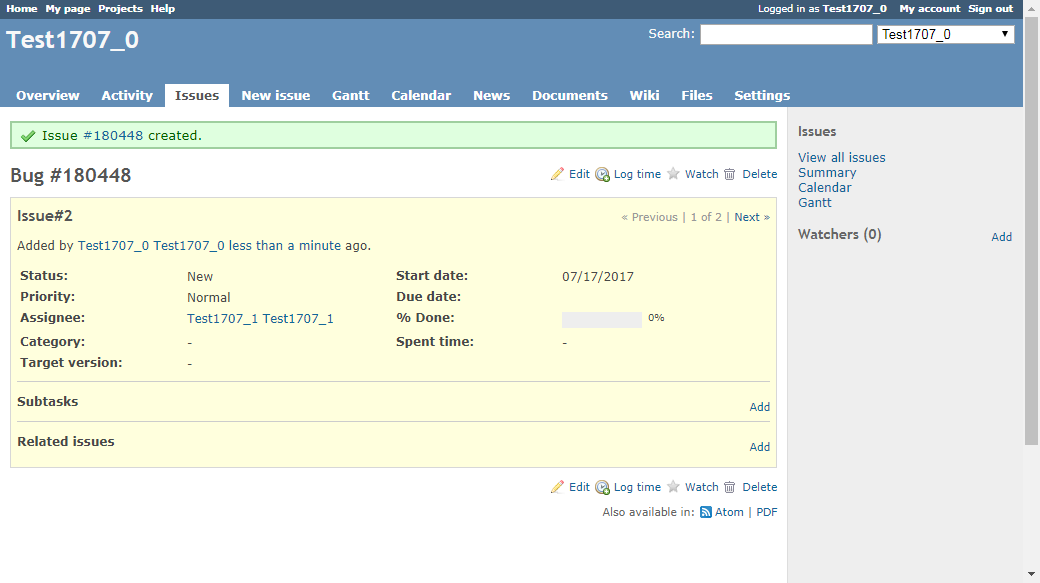 Home My page Projects Help Logged in as Test1707_0 My account Sign out
Test1707_0 Search: Test1707_0
Overview Activity Issues New issue Gantt Calendar News Documents Wiki Files Settings
Issue #180448 created.
Bug #180448 Edit Log time Watch Delete
Issue#2 « Previous | 1 of 2 | Next »
Added by Test1707_0 Test1707_0 less than a minute ago.
Status: New Start date: 07/17/2017
Priority: Normal Due date:
Assignee: Test1707_1 Test1707_1 % Done: 0%
Category: - Spent time: -
Target version: -
Subtasks Add
Related issues Add
Edit Log time Watch Delete
Also available in: Atom | PDF
Issues
View all issues
Summary
Calendar
Gantt
Watchers (0) Add